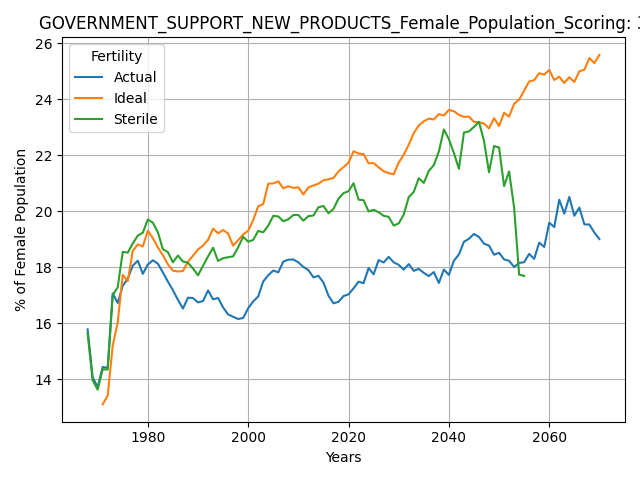 GOVERNMENT_SUPPORT_NEW_PRODUCTS_Female_Population_Scoring:
Fertility
Actual
Ideal
Sterile
% of Female Population
26
24
22
20
18
16
14
1980 2000 2020 2040 2060
Years